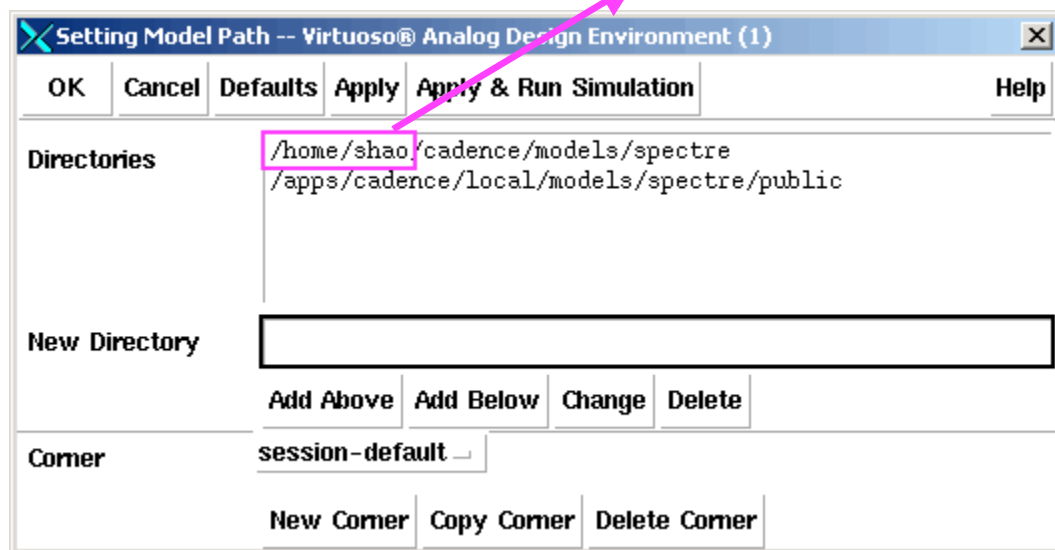 Setting Model Path -- Virtuoso® Analog Design Environment (1)
OK Cancel Defaults Apply Apply & Run Simulation Help
Directories
/home/shao/cadence/models/spectre
/apps/cadence/local/models/spectre/public
New Directory
Add Above Add Below Change Delete
Corner session-default
New Corner Copy Corner Delete Corner